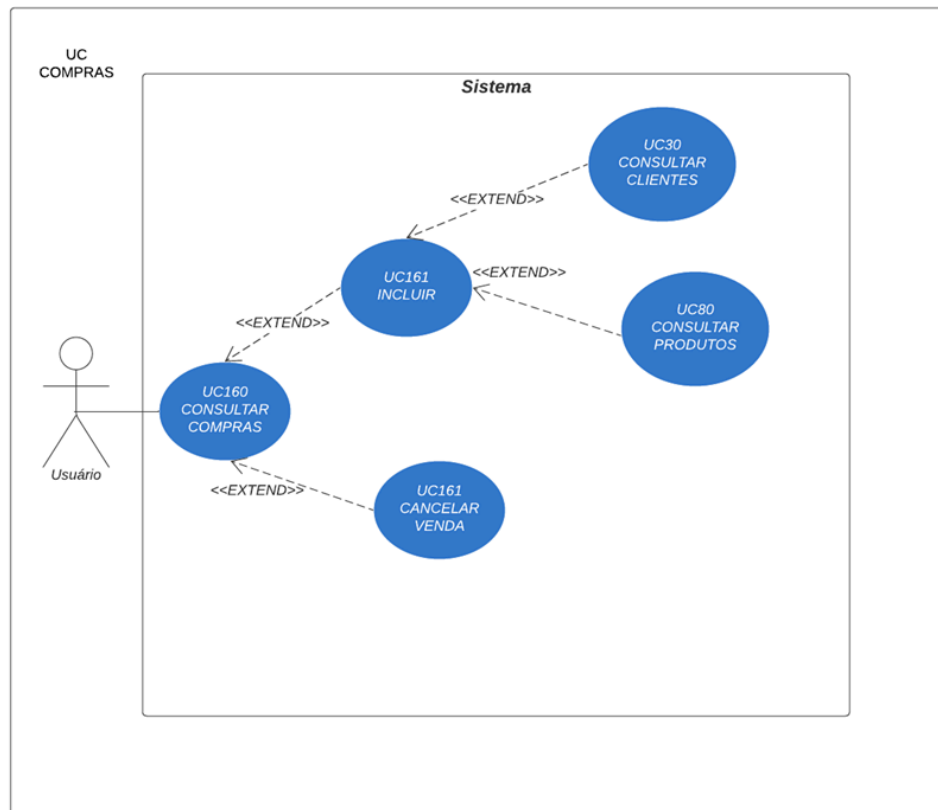 UC
COMPRAS
Sistema
UC30
CONSULTAR
CLIENTES
<<EXTEND>>
UC161
INCLUIR
<<EXTEND>>
UC80
CONSULTAR
PRODUTOS
<<EXTEND>>
UC160
CONSULTAR
COMPRAS
Usuário
<<EXTEND>>
UC161
CANCELAR
VENDA